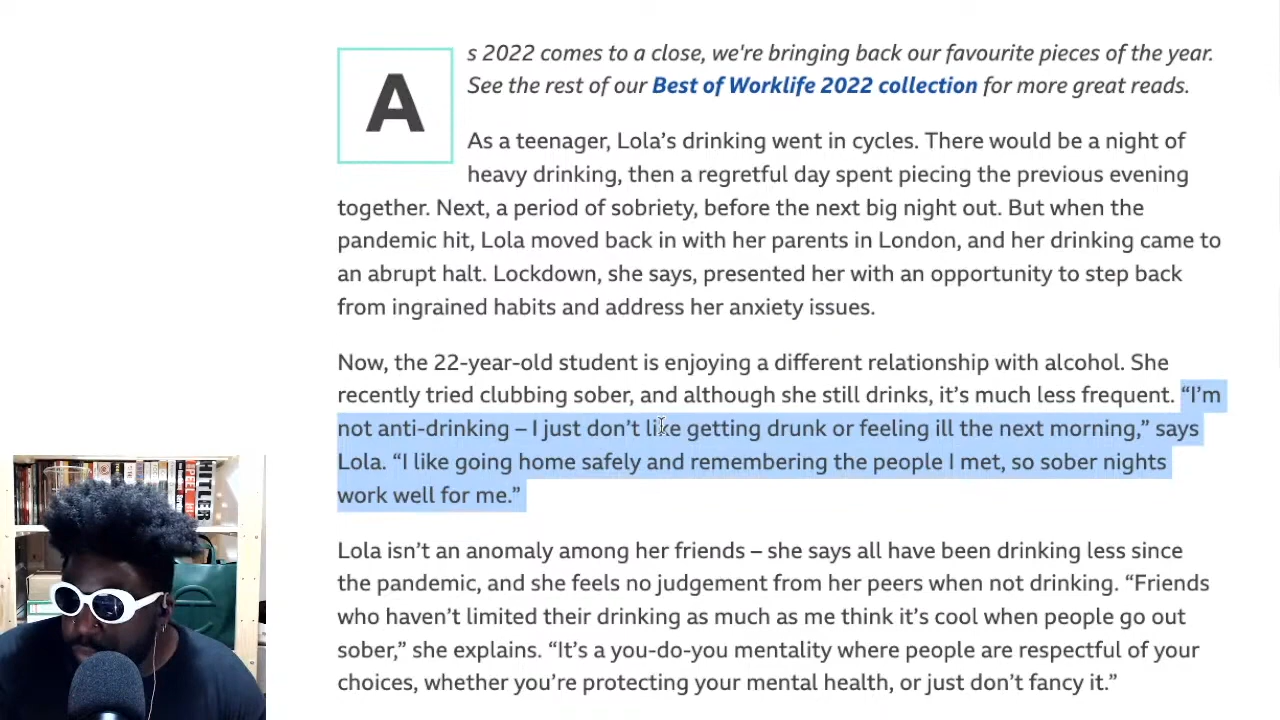 A
s 2022 comes to a close, we're bringing back our favourite pieces of the year.
See the rest of our Best of Worklife 2022 collection for more great reads.
As a teenager, Lola’s drinking went in cycles. There would be a night of
heavy drinking, then a regretful day spent piecing the previous evening
together. Next, a period of sobriety, before the next big night out. But when the
pandemic hit, Lola moved back in with her parents in London, and her drinking came to
an abrupt halt. Lockdown, she says, presented her with an opportunity to step back
from ingrained habits and address her anxiety issues.
Now, the 22-year-old student is enjoying a different relationship with alcohol. She
recently tried clubbing sober, and although she still drinks, it’s much less frequent. “I’m
not anti-drinking – I just don’t like getting drunk or feeling ill the next morning,” says
Lola. “I like going home safely and remembering the people I met, so sober nights
work well for me.”
Lola isn’t an anomaly among her friends – she says all have been drinking less since
the pandemic, and she feels no judgement from her peers when not drinking. “Friends
who haven’t limited their drinking as much as me think it’s cool when people go out
sober,” she explains. “It’s a you-do-you mentality where people are respectful of your
choices, whether you’re protecting your mental health, or just don’t fancy it.”
HITLER